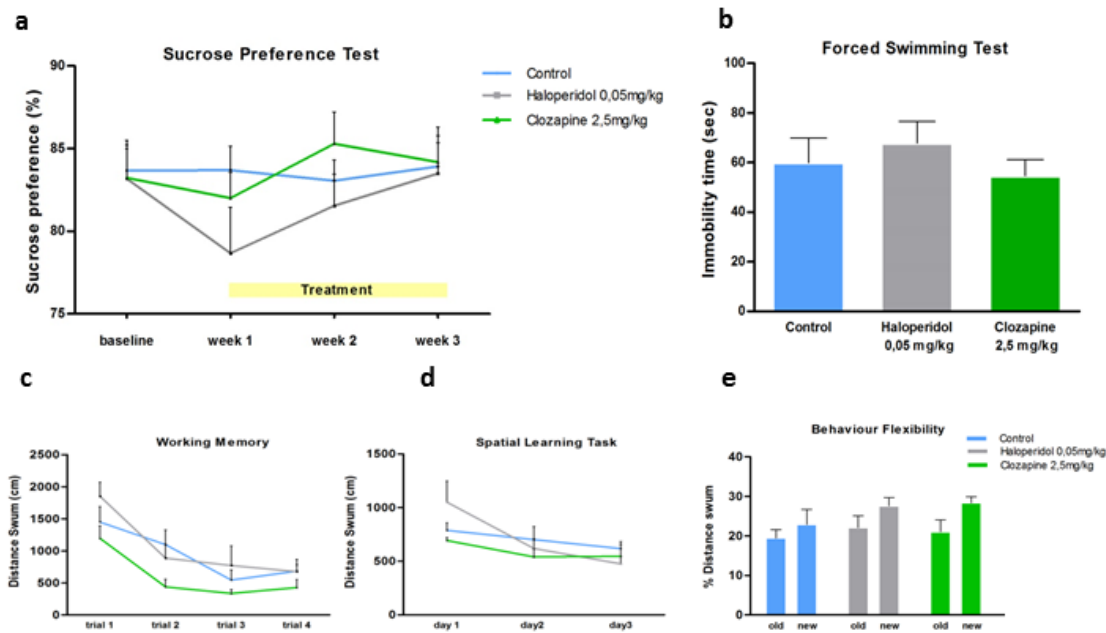 a
Sucrose Preference Test
90
85
80
75
Sucrose preference (%)
Control
Haloperidol 0,05mg/kg
Clozapine 2,5mg/kg
Treatment
baseline week 1 week 2 week 3
b
Forced Swimming Test
100
80
60
40
20
0
Immobility time (sec)
Control Haloperidol Clozapine
0,05 mg/kg 2,5 mg/kg
c
Working Memory
2500
2000
1500
1000
500
0
Distance Swum (cm)
trial 1 trial 2 trial 3 trial 4
d
Spatial Learning Task
1500
1000
500
0
Distance Swum (cm)
day 1 day2 day3
e
Behaviour Flexibility
Control
Haloperidol 0,05mg/kg
Clozapine 2,5mg/kg
40
30
20
10
0
% Distance swum
old new old new old new